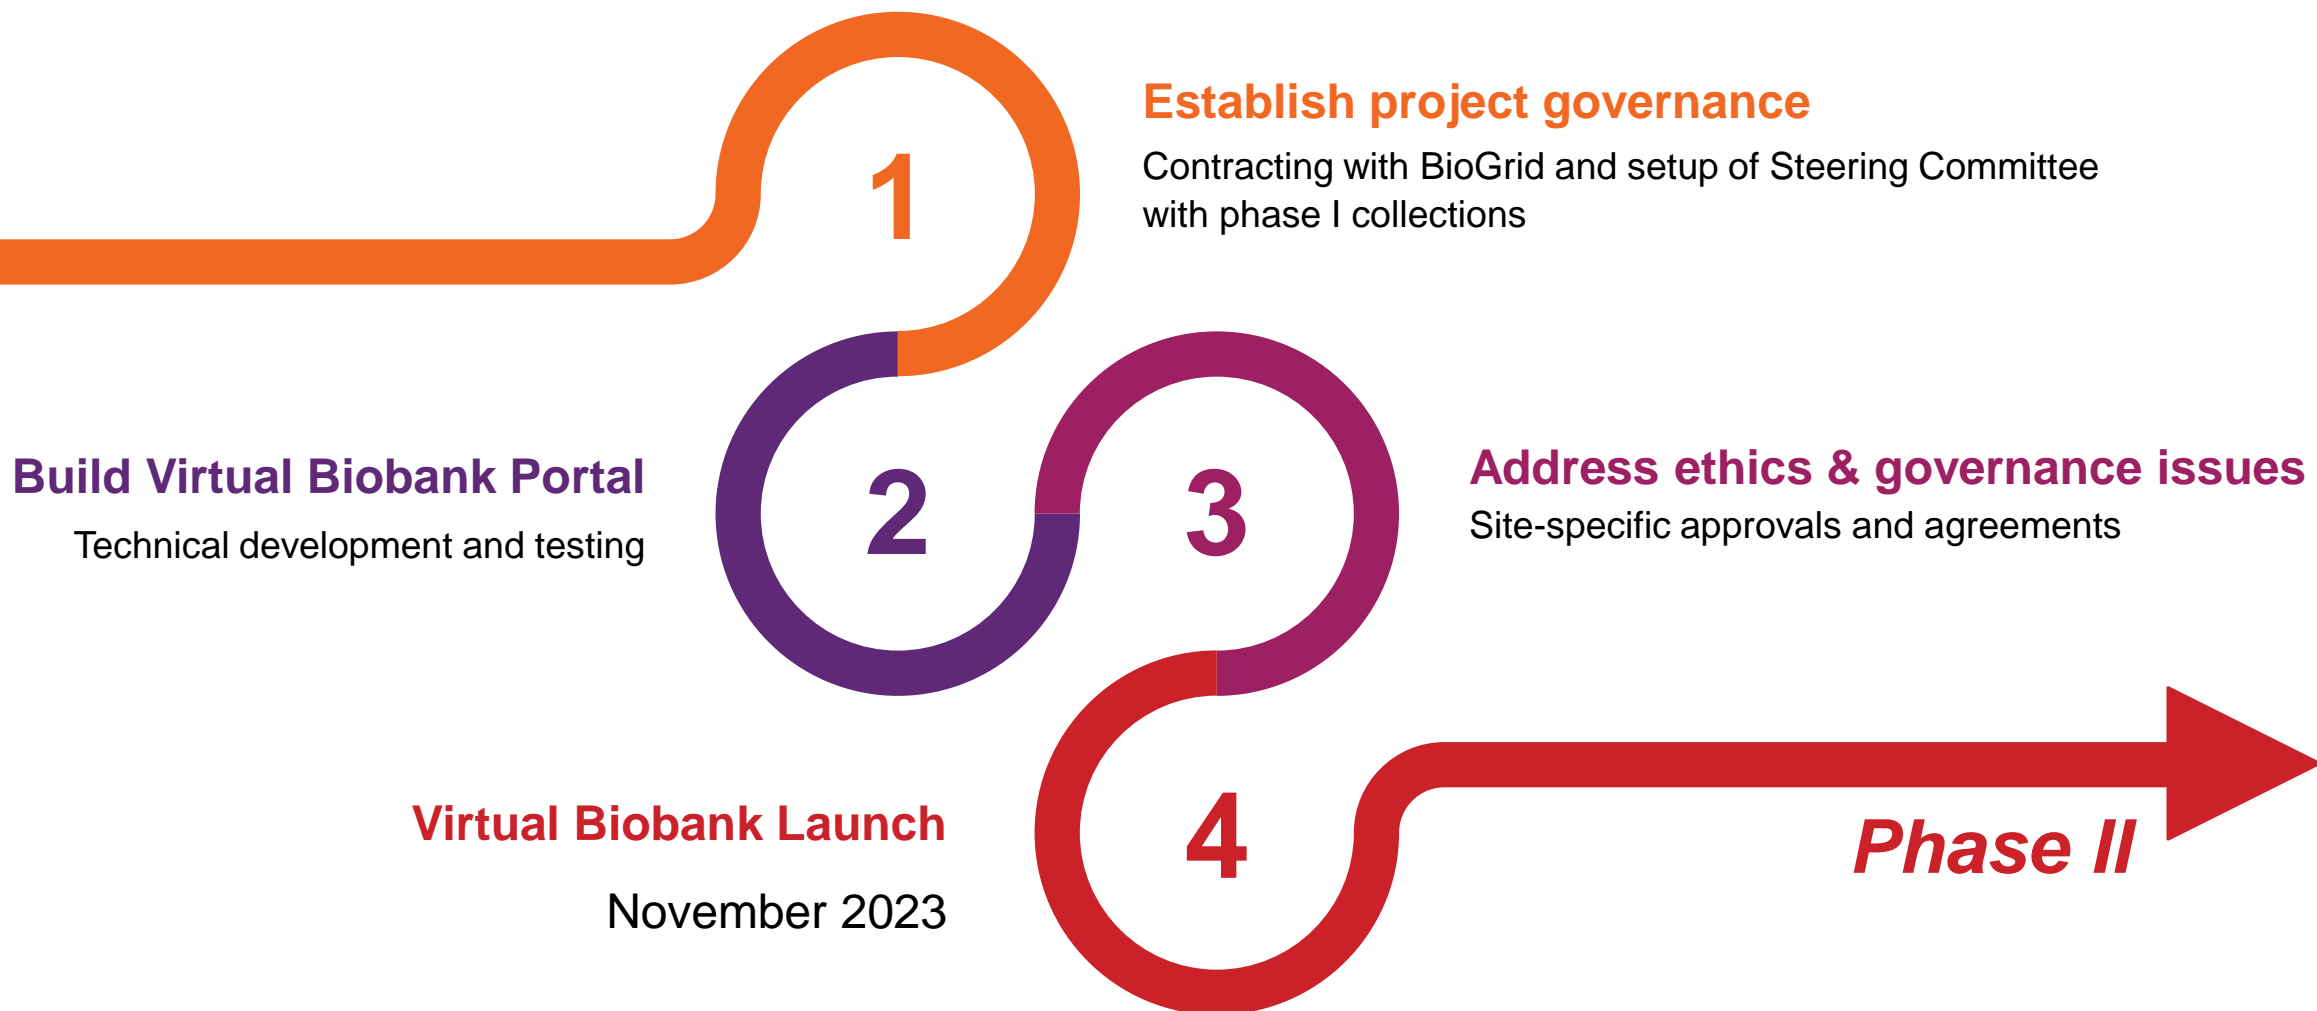 1
Establish project governance
Contracting with BioGrid and setup of Steering Committee
with phase I collections
2
Build Virtual Biobank Portal
Technical development and testing
3
Address ethics & governance issues
Site-specific approvals and agreements
4
Virtual Biobank Launch
November 2023
Phase II